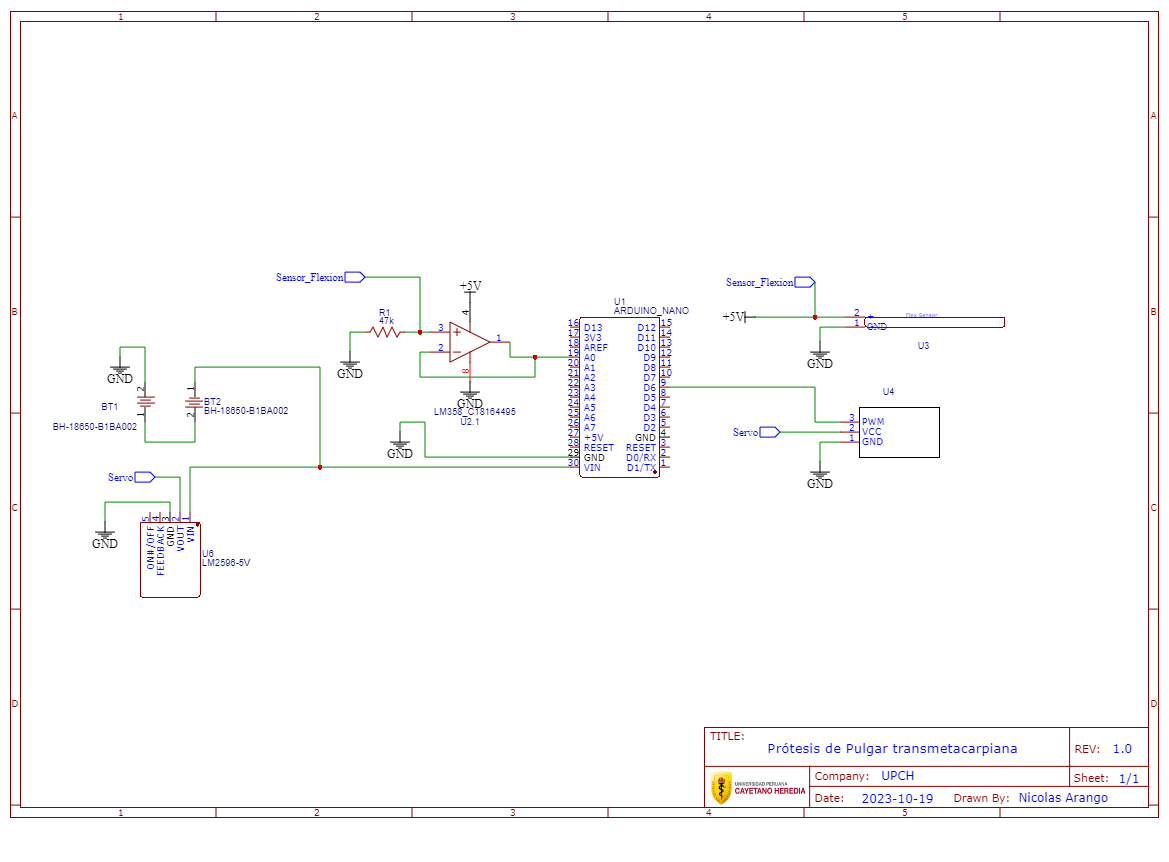 1 2 3 4 5
A A
B B
C C
D D
Sensor_Flexion
+5V
R1
47k
3
2
1
4
8
GND
GND
LM358_C18164495
U2.1
GND
BT1
BH-18650-B1BA002
2
1
1
2
BT2
BH-18650-B1BA002
GND
Servo
GND
5 4 3 2 1
ON#/OFF
FEEDBACK
GND
VOUT
VIN
U6
LM2596-5V
U1
ARDUINO_NANO
16 D13 D12 15
17 3V3 D11 14
18 AREF D10 13
19 A0 D9 12
20 A1 D8 11
21 A2 D7 10
22 A3 D6 9
23 A4 D5 8
24 A5 D4 7
25 A6 D3 6
26 A7 D2 5
27 +5V GND 4
28 RESET RESET 3
29 GND D0/RX 2
30 VIN D1/TX 1
Sensor_Flexion
+5V
2 +
1 GND
Flex Sensor
U3
GND
U4
3 PWM
2 VCC
1 GND
Servo
GND
TITLE:
Prótesis de Pulgar transmetacarpiana
REV: 1.0
UNIVERSIDAD PERUANA
CAYETANO HEREDIA
Company: UPCH
Sheet: 1/1
Date: 2023-10-19 Drawn By: Nicolas Arango
1 2 3 4 5